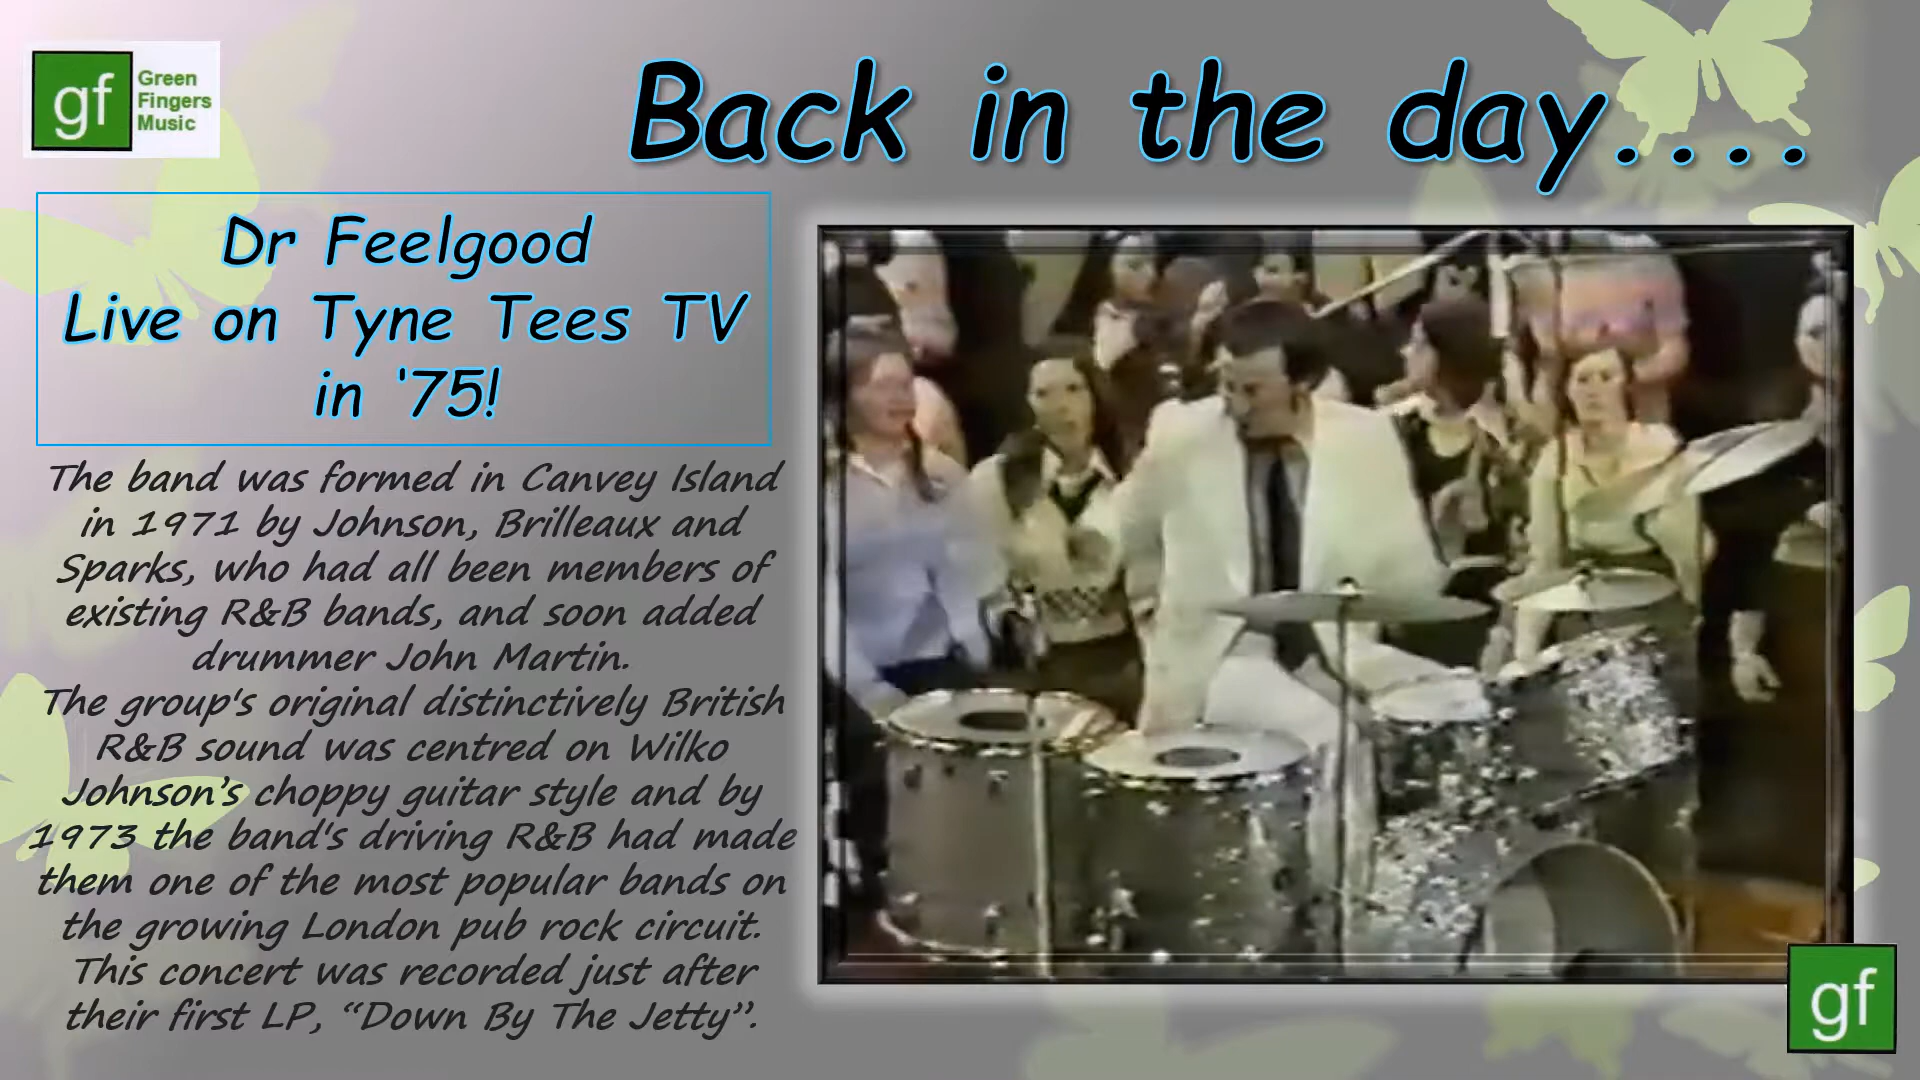 gf
Green
Fingers
Music
Back in the day....
Dr Feelgood
Live on Tyne Tees TV
in '75!
The band was formed in Canvey Island
in 1971 by Johnson, Brilleaux and
Sparks, who had all been members of
existing R&B bands, and soon added
drummer John Martin.
The group's original distinctively British
R&B sound was centred on Wilko
Johnson’s choppy guitar style and by
1973 the band's driving R&B had made
them one of the most popular bands on
the growing London pub rock circuit.
This concert was recorded just after
their first LP, “Down By The Jetty”.
gf